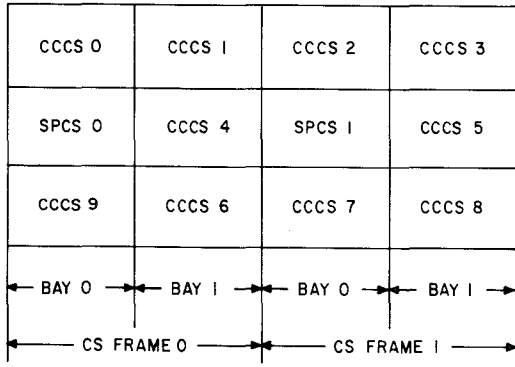 CCCS 0 CCCS 1 CCCS 2 CCCS 3
SPCS 0 CCCS 4 SPCS 1 CCCS 5
CCCS 9 CCCS 6 CCCS 7 CCCS 8
BAY 0 BAY 1 BAY 0 BAY 1
CS FRAME 0 CS FRAME 1